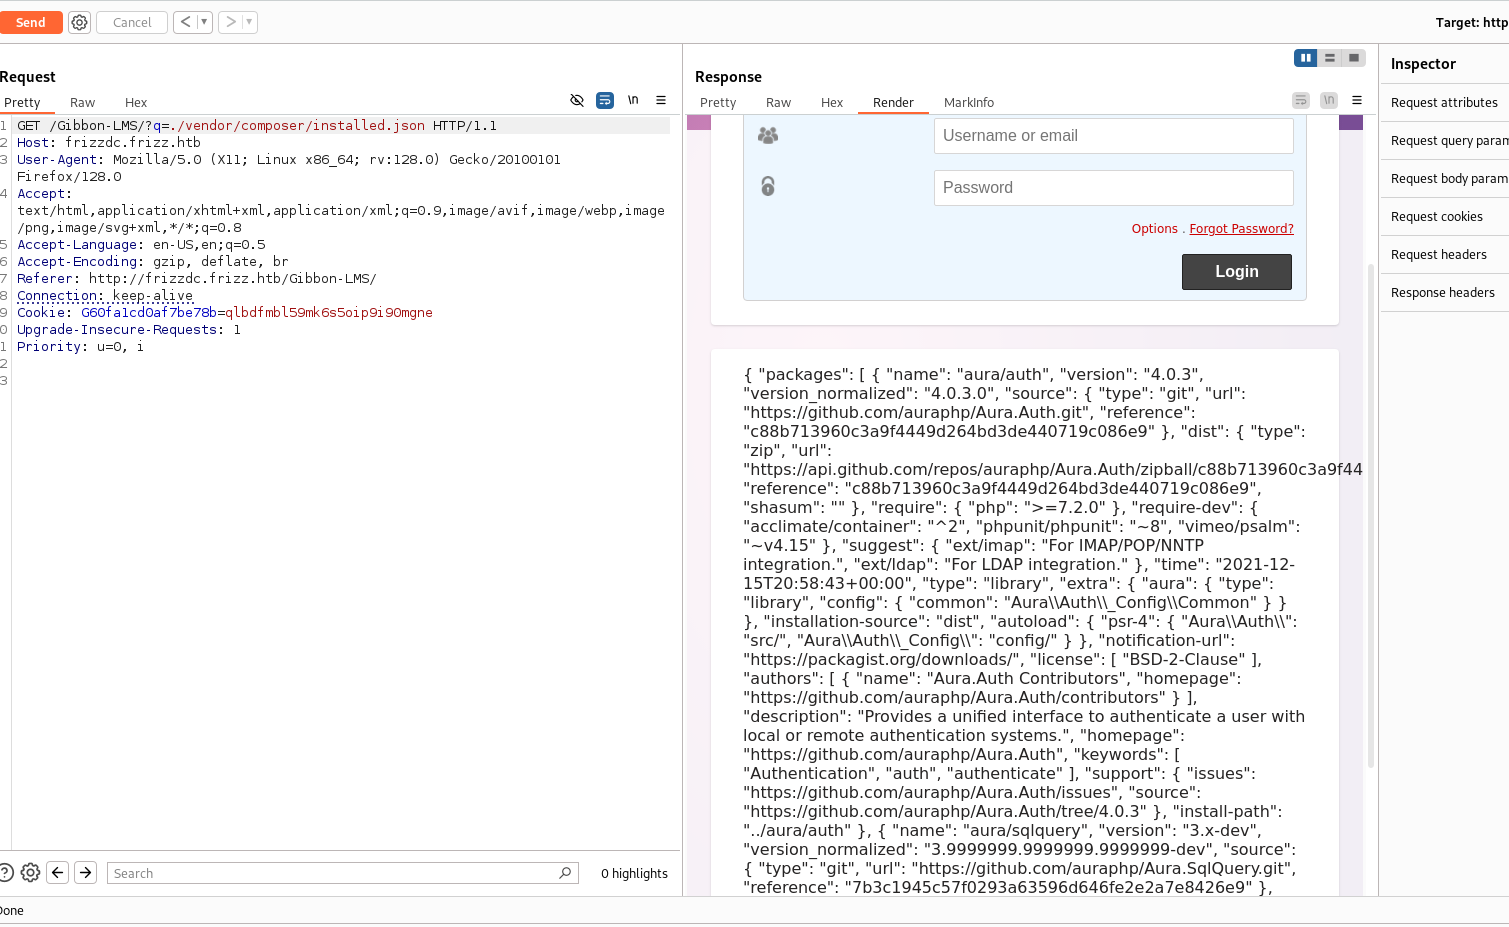 Send
Cancel
Target: http
Request
Pretty Raw Hex
\n
1 GET /Gibbon-LMS/?q=./vendor/composer/installed.json HTTP/1.1
2 Host: frizzdc.frizz.htb
3 User-Agent: Mozilla/5.0 (X11; Linux x86_64; rv:128.0) Gecko/20100101
Firefox/128.0
4 Accept:
text/html,application/xhtml+xml,application/xml;q=0.9,image/avif,image/webp,image
/png,image/svg+xml,*/*;q=0.8
5 Accept-Language: en-US,en;q=0.5
6 Accept-Encoding: gzip, deflate, br
7 Referer: http://frizzdc.frizz.htb/Gibbon-LMS/
8 Connection: keep-alive
9 Cookie: G60fa1cd0af7be78b=qlbdfmbl59mk6s5oip9i90mgne
0 Upgrade-Insecure-Requests: 1
1 Priority: u=0, i
2
3
Search
0 highlights
Done
Response
Pretty Raw Hex Render MarkInfo
\n
Username or email
Password
Options . Forgot Password?
Login
{ "packages": [ { "name": "aura/auth", "version": "4.0.3",
"version_normalized": "4.0.3.0", "source": { "type": "git", "url":
"https://github.com/auraphp/Aura.Auth.git", "reference":
"c88b713960c3a9f4449d264bd3de440719c086e9" }, "dist": { "type":
"zip", "url":
"https://api.github.com/repos/auraphp/Aura.Auth/zipball/c88b713960c3a9f44
"reference": "c88b713960c3a9f4449d264bd3de440719c086e9",
"shasum": "" }, "require": { "php": ">=7.2.0" }, "require-dev": {
"acclimate/container": "^2", "phpunit/phpunit": "~8", "vimeo/psalm":
"~v4.15" }, "suggest": { "ext/imap": "For IMAP/POP/NNTP
integration.", "ext/ldap": "For LDAP integration." }, "time": "2021-12-
15T20:58:43+00:00", "type": "library", "extra": { "aura": { "type":
"library", "config": { "common": "Aura\\Auth\\_Config\\Common" } }
}, "installation-source": "dist", "autoload": { "psr-4": { "Aura\\Auth\\":
"src/", "Aura\\Auth\\_Config\\": "config/" } }, "notification-url":
"https://packagist.org/downloads/", "license": [ "BSD-2-Clause" ],
"authors": [ { "name": "Aura.Auth Contributors", "homepage":
"https://github.com/auraphp/Aura.Auth/contributors" } ],
"description": "Provides a unified interface to authenticate a user with
local or remote authentication systems.", "homepage":
"https://github.com/auraphp/Aura.Auth", "keywords": [
"Authentication", "auth", "authenticate" ], "support": { "issues":
"https://github.com/auraphp/Aura.Auth/issues", "source":
"https://github.com/auraphp/Aura.Auth/tree/4.0.3" }, "install-path":
"../aura/auth" }, { "name": "aura/sqlquery", "version": "3.x-dev",
"version_normalized": "3.9999999.9999999.9999999-dev", "source":
{ "type": "git", "url": "https://github.com/auraphp/Aura.SqlQuery.git",
"reference": "7b3c1945c57f0293a63596d646fe2e2a7e8426e9" },
Inspector
Request attributes
Request query param
Request body param
Request cookies
Request headers
Response headers